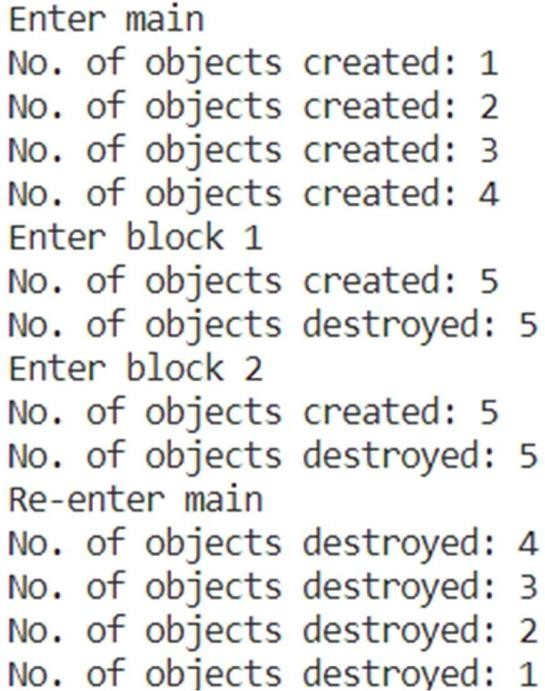 Enter main
No. of objects created: 1
No. of objects created: 2
No. of objects created: 3
No. of objects created: 4
Enter block 1
No. of objects created: 5
No. of objects destroyed: 5
Enter block 2
No. of objects created: 5
No. of objects destroyed: 5
Re-enter main
No. of objects destroyed: 4
No. of objects destroyed: 3
No. of objects destroyed: 2
No. of objects destroyed: 1